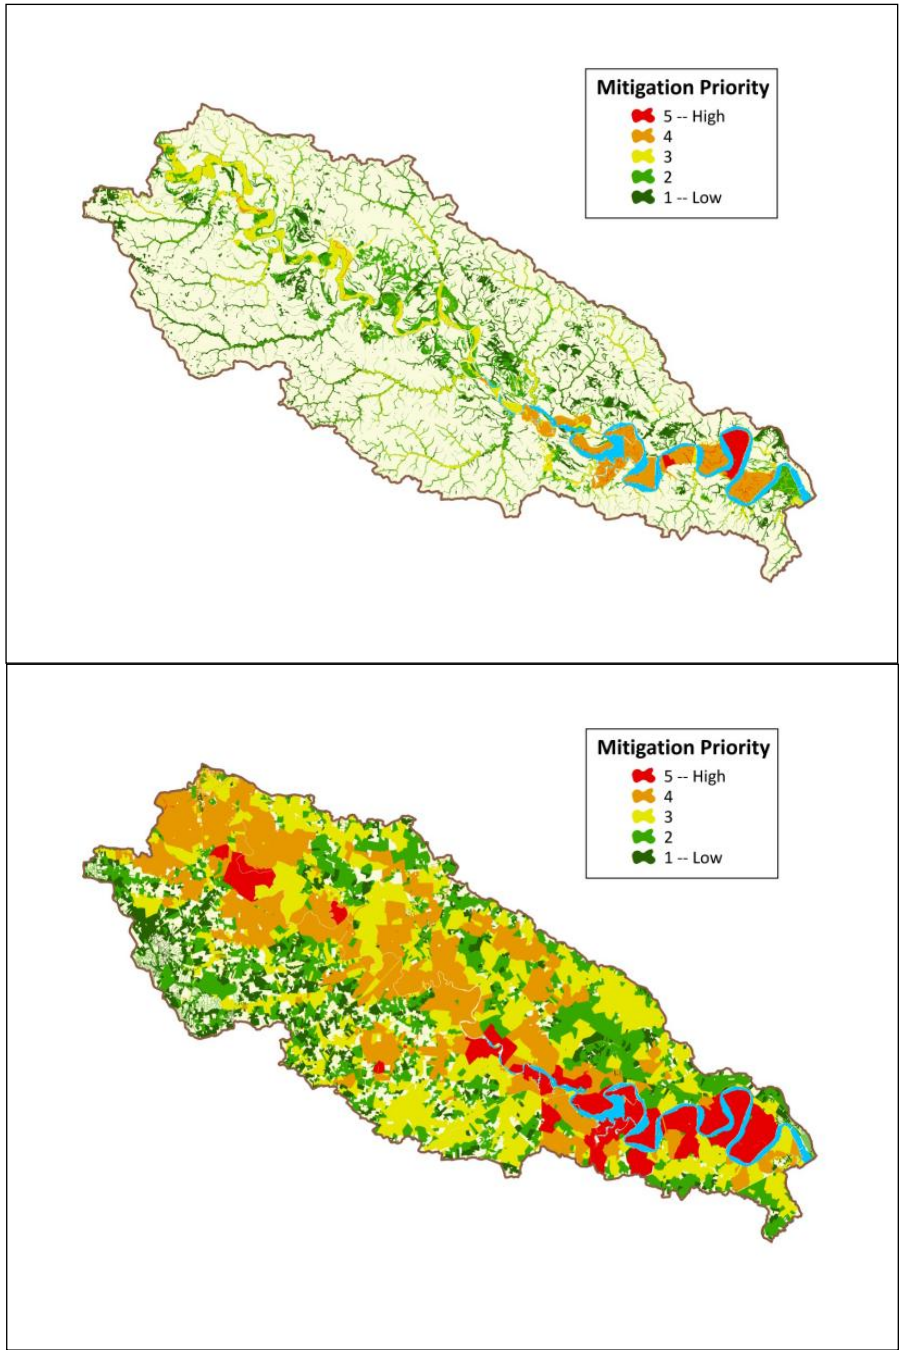 Mitigation Priority
5 -- High
4
3
2
1 -- Low
Mitigation Priority
5 -- High
4
3
2
1 -- Low